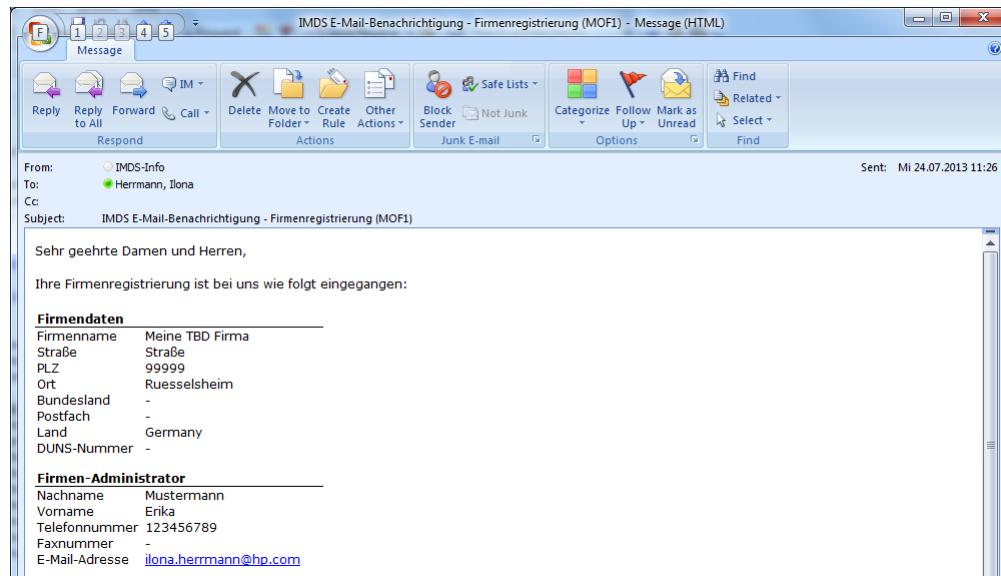 IMDS E-Mail-Benachrichtigung - Firmenregistrierung (MOF1) - Message (HTML)
F 1 2 3 4 5
Message
Reply Reply to All Forward IM Call
Delete Move to Folder Create Rule Other Actions
Block Sender Safe Lists Not Junk
Categorize Follow Up Mark as Unread
Find Related Select
Respond Actions Junk E-mail Options Find
From: IMDS-Info Sent: Mi 24.07.2013 11:26
To: Herrmann, Ilona
Cc:
Subject: IMDS E-Mail-Benachrichtigung - Firmenregistrierung (MOF1)
Sehr geehrte Damen und Herren,
Ihre Firmenregistrierung ist bei uns wie folgt eingegangen:
Firmendaten
Firmenname Meine TBD Firma
Straße Straße
PLZ 99999
Ort Ruesselsheim
Bundesland -
Postfach -
Land Germany
DUNS-Nummer -
Firmen-Administrator
Nachname Mustermann
Vorname Erika
Telefonnummer 123456789
Faxnummer -
E-Mail-Adresse ilona.herrmann@hp.com